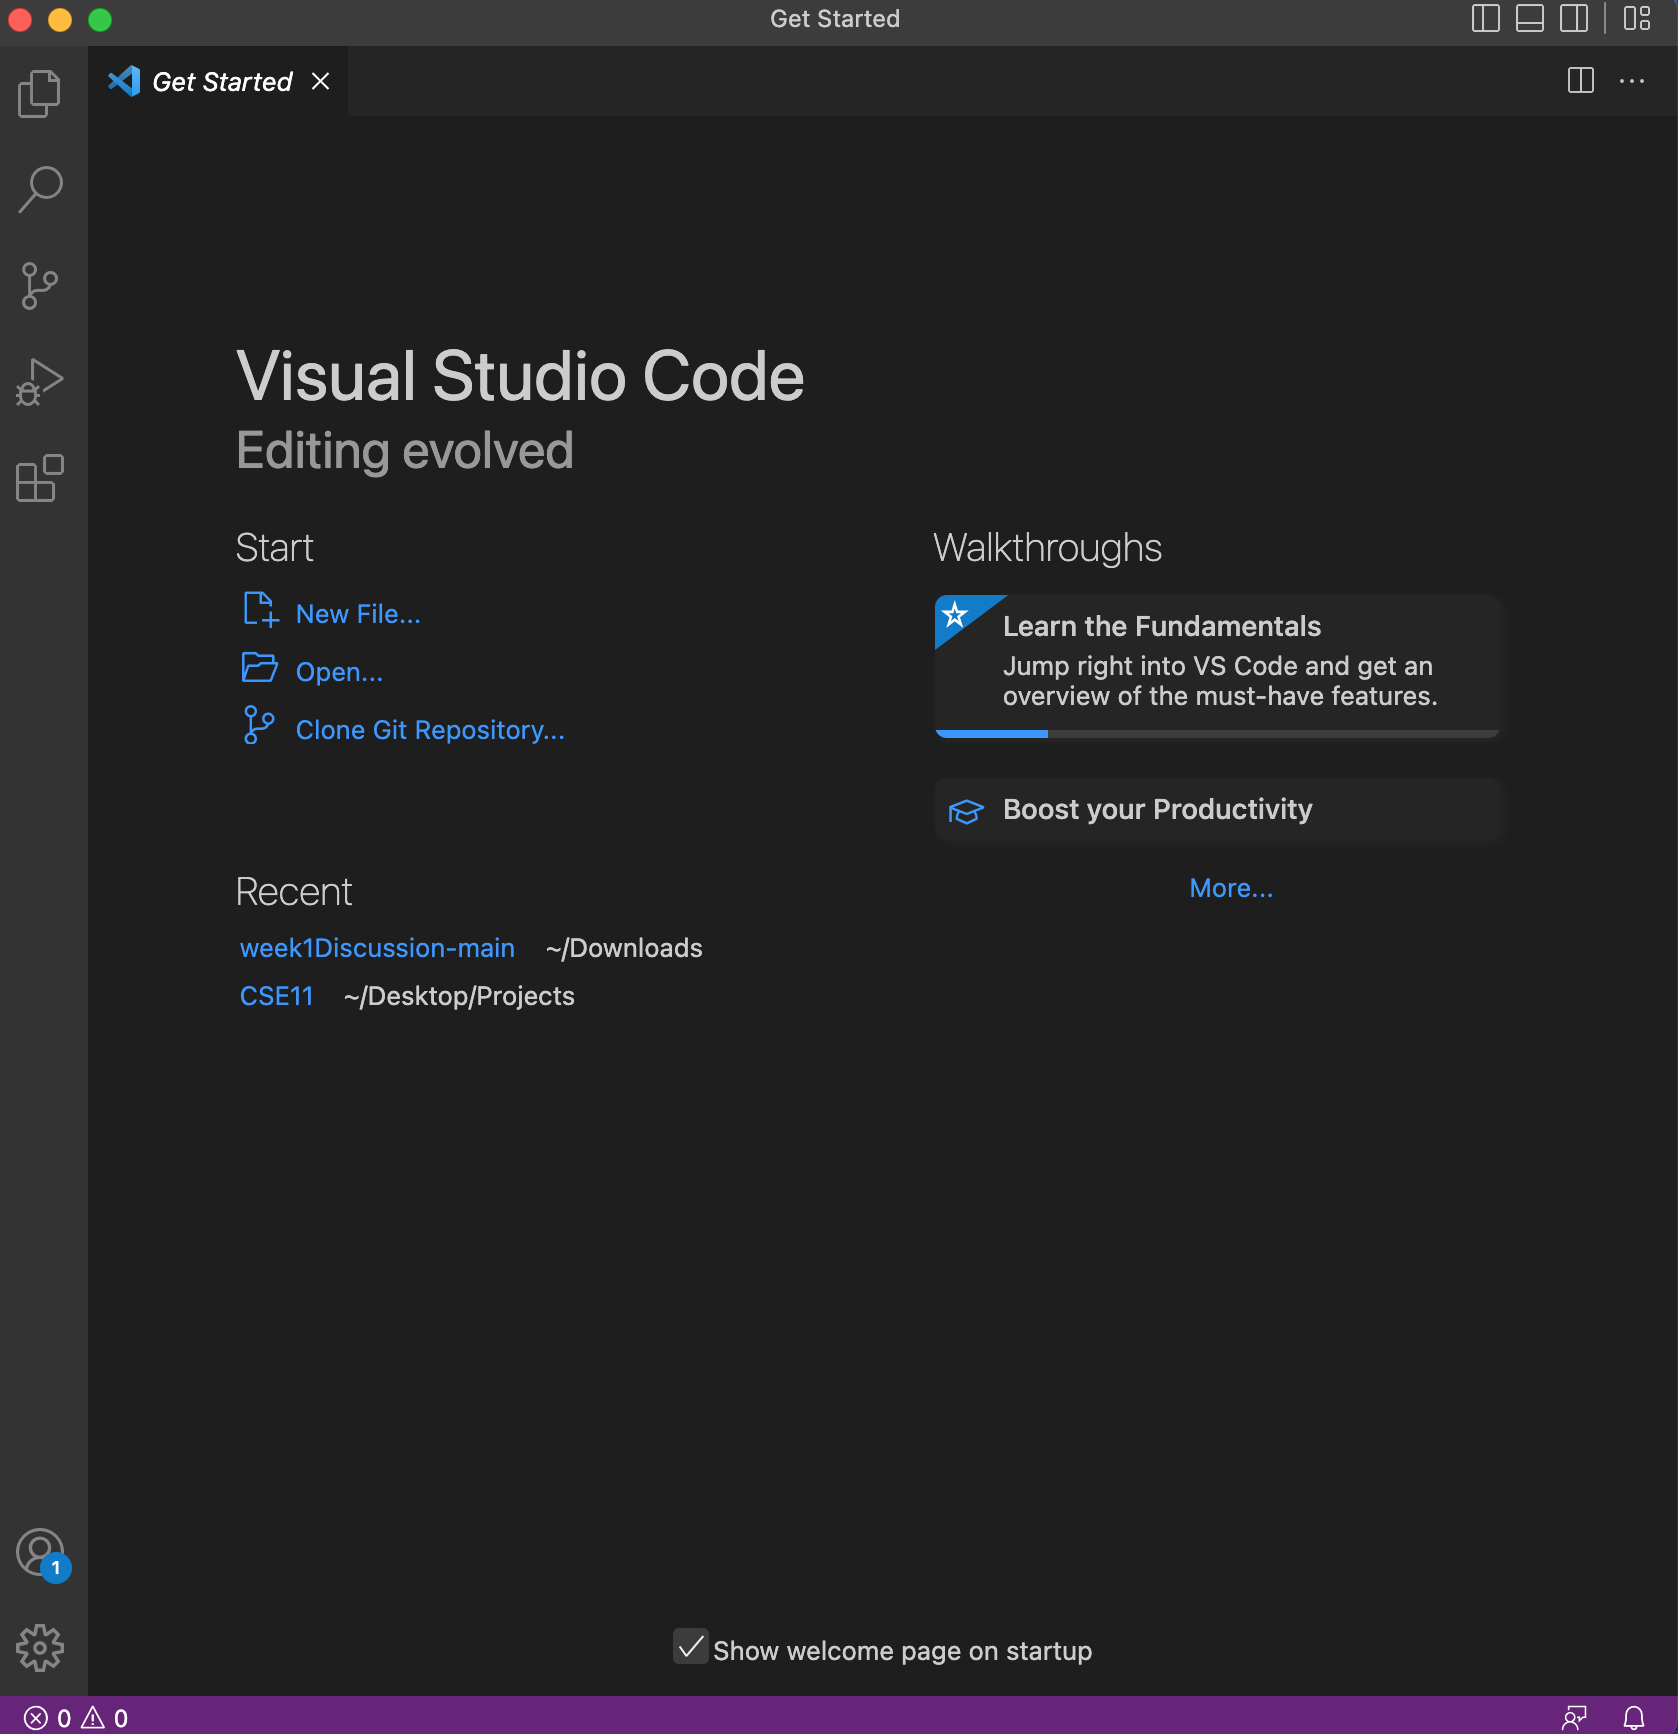 Get Started
Get Started
Visual Studio Code
Editing evolved
Start
New File...
Open...
Clone Git Repository...
Recent
week1Discussion-main ~/Downloads
CSE11 ~/Desktop/Projects
Walkthroughs
Learn the Fundamentals
Jump right into VS Code and get an
overview of the must-have features.
Boost your Productivity
More...
1
Show welcome page on startup
0 0